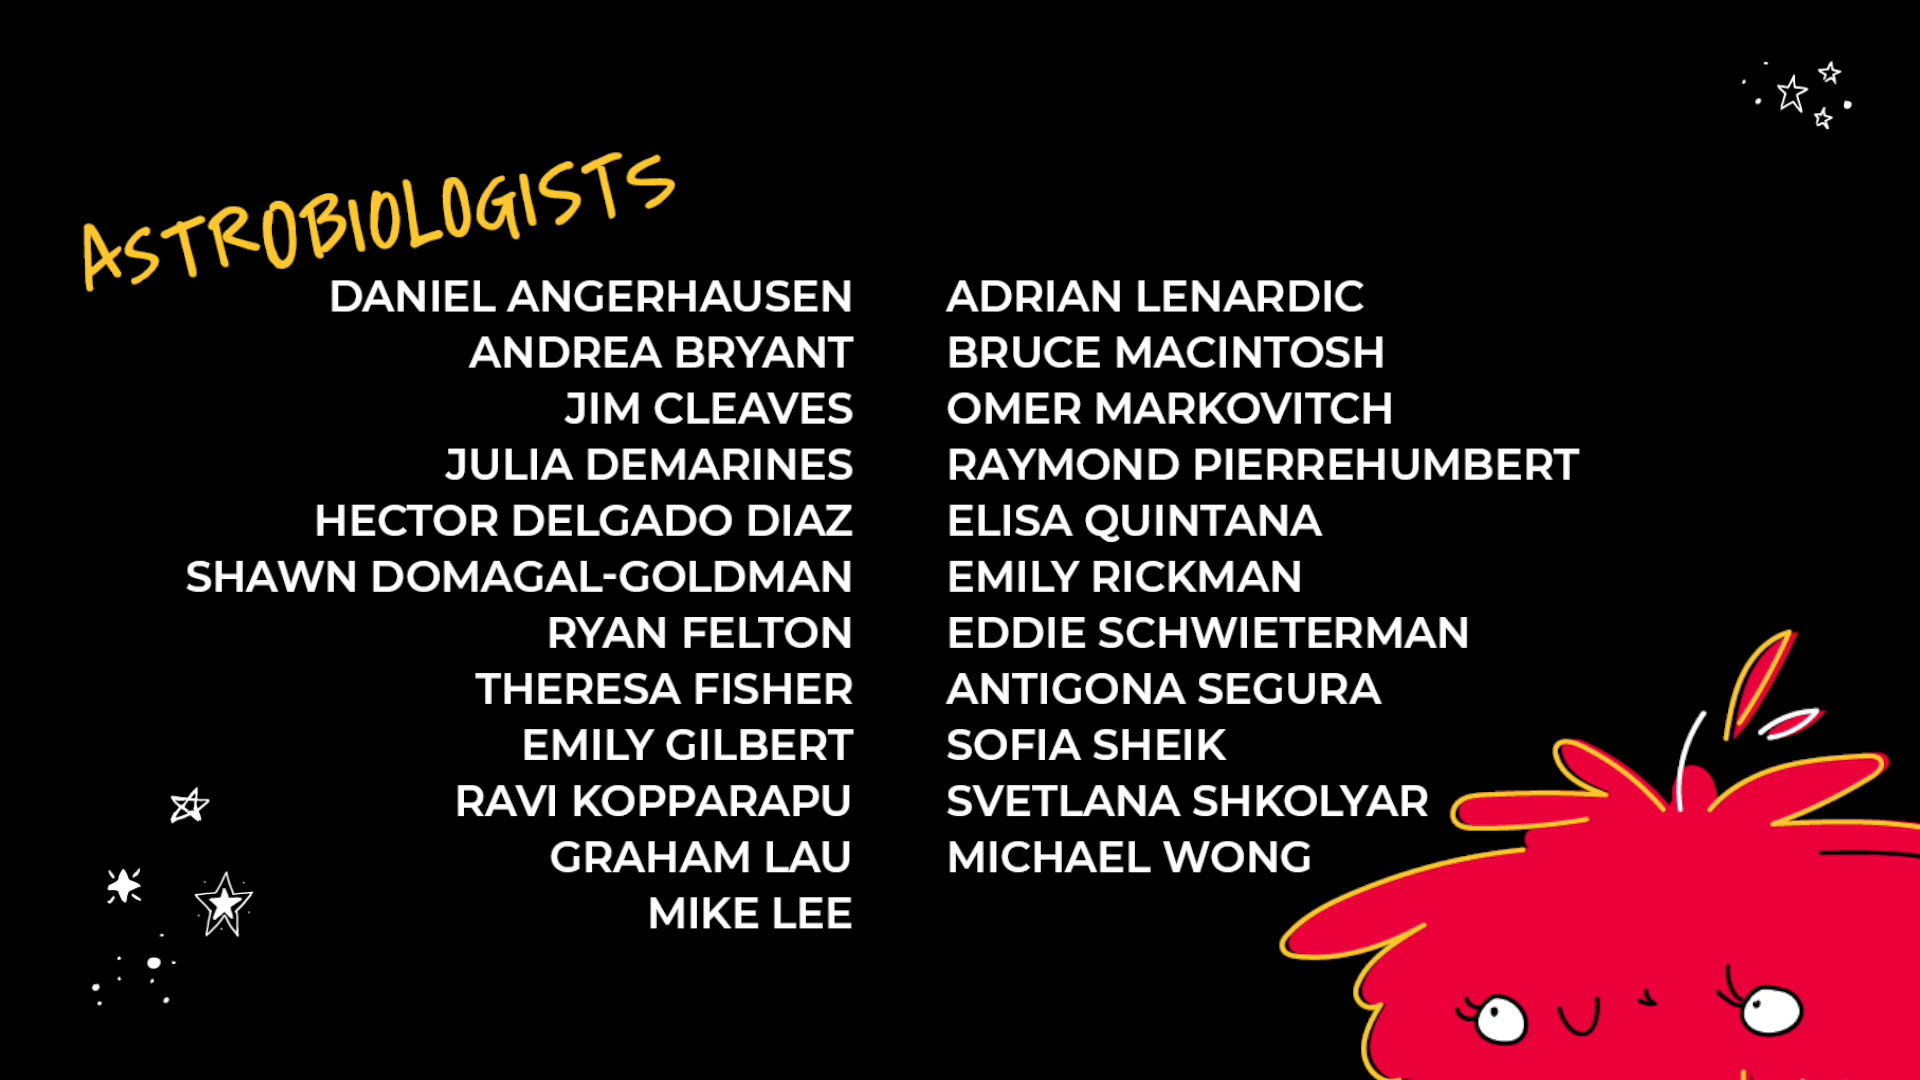 ASTROBIOLOGISTS
DANIEL ANGERHAUSEN
ANDREA BRYANT
JIM CLEAVES
JULIA DEMARINES
HECTOR DELGADO DIAZ
SHAWN DOMAGAL-GOLDMAN
RYAN FELTON
THERESA FISHER
EMILY GILBERT
RAVI KOPPARAPU
GRAHAM LAU
MIKE LEE
ADRIAN LENARDIC
BRUCE MACINTOSH
OMER MARKOVITCH
RAYMOND PIERREHUMBERT
ELISA QUINTANA
EMILY RICKMAN
EDDIE SCHWIETERMAN
ANTIGONA SEGURA
SOFIA SHEIK
SVETLANA SHKOLYAR
MICHAEL WONG